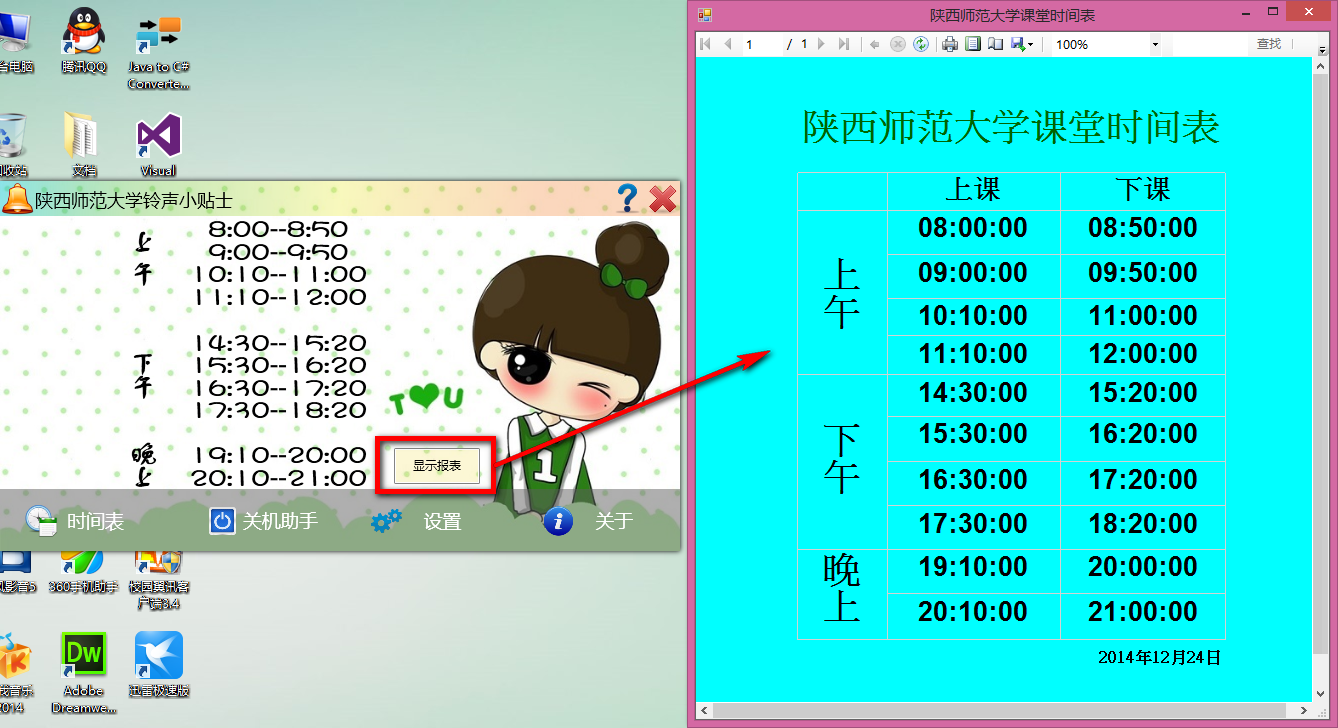 腾讯QQ
Java to C#
Converte...
文档
Visual
陕西师范大学铃声小贴士
?
上午
8:00--8:50
9:00--9:50
10:10--11:00
11:10--12:00
下午
14:30--15:20
15:30--16:20
16:30--17:20
17:30--18:20
晚上
19:10--20:00
20:10--21:00
T U
1
显示报表
时间表
关机助手
设置
i
关于
360手机助手
校园翼讯客
户端3.4
Dw
Adobe
Dreamwe...
迅雷极速版
2014
陕西师范大学课堂时间表
1 / 1
100%
查找
陕西师范大学课堂时间表
上课 下课
上午
08:00:00 08:50:00
09:00:00 09:50:00
10:10:00 11:00:00
11:10:00 12:00:00
下午
14:30:00 15:20:00
15:30:00 16:20:00
16:30:00 17:20:00
17:30:00 18:20:00
晚上
19:10:00 20:00:00
20:10:00 21:00:00
2014年12月24日